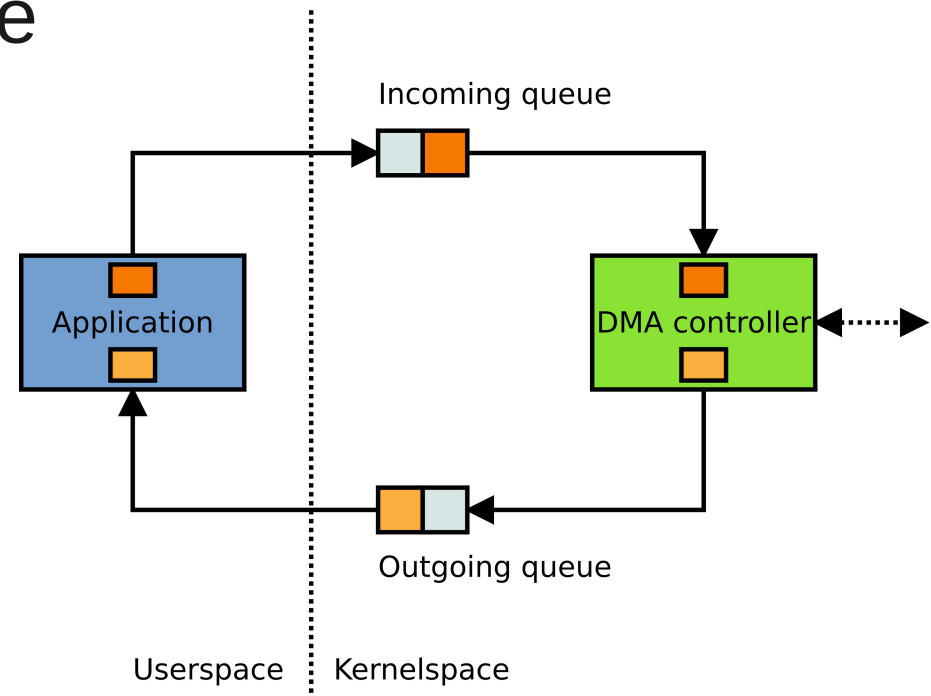 e
Incoming queue
Application
DMA controller
Outgoing queue
Userspace
Kernelspace